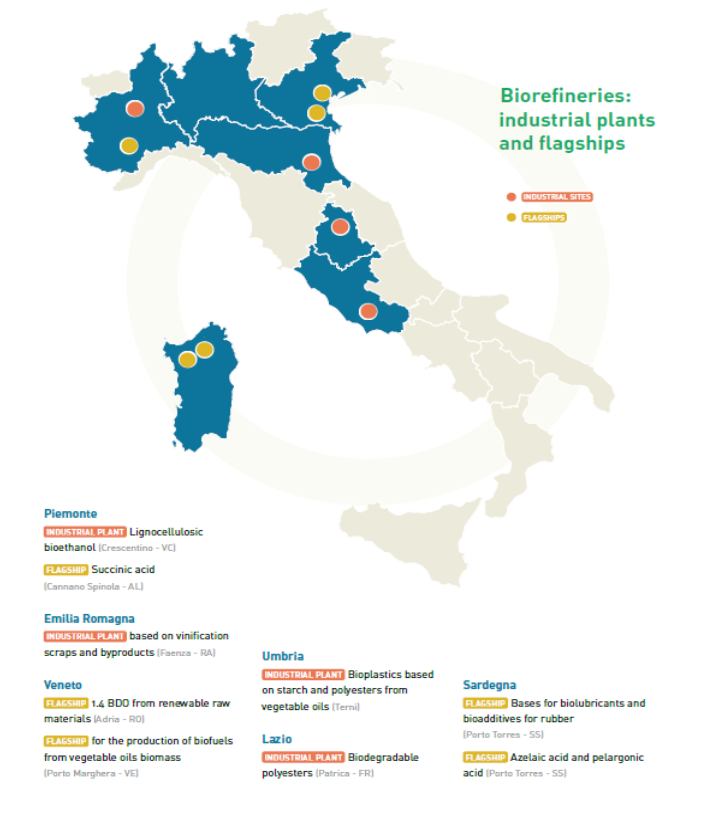 Biorefineries:
industrial plants
and flagships
INDUSTRIAL SITES
FLAGSHIPS
Piemonte
INDUSTRIAL PLANT Lignocellulosic
bioethanol (Crescentino - VC)
FLAGSHIP Succinic acid
(Cannano Spinola - AL)
Emilia Romagna
INDUSTRIAL PLANT based on vinification
scraps and byproducts (Faenza - RA)
Veneto
FLAGSHIP 1.4 BDO from renewable raw
materials (Adria - RO)
FLAGSHIP for the production of biofuels
from vegetable oils biomass
(Porto Marghera - VE)
Umbria
INDUSTRIAL PLANT Bioplastics based
on starch and polyesters from
vegetable oils (Terni)
Lazio
INDUSTRIAL PLANT Biodegradable
polyesters (Patrica - FR)
Sardegna
FLAGSHIP Bases for biolubricants and
bioadditives for rubber
(Porto Torres - SS)
FLAGSHIP Azelaic acid and pelargonic
acid (Porto Torres - SS)